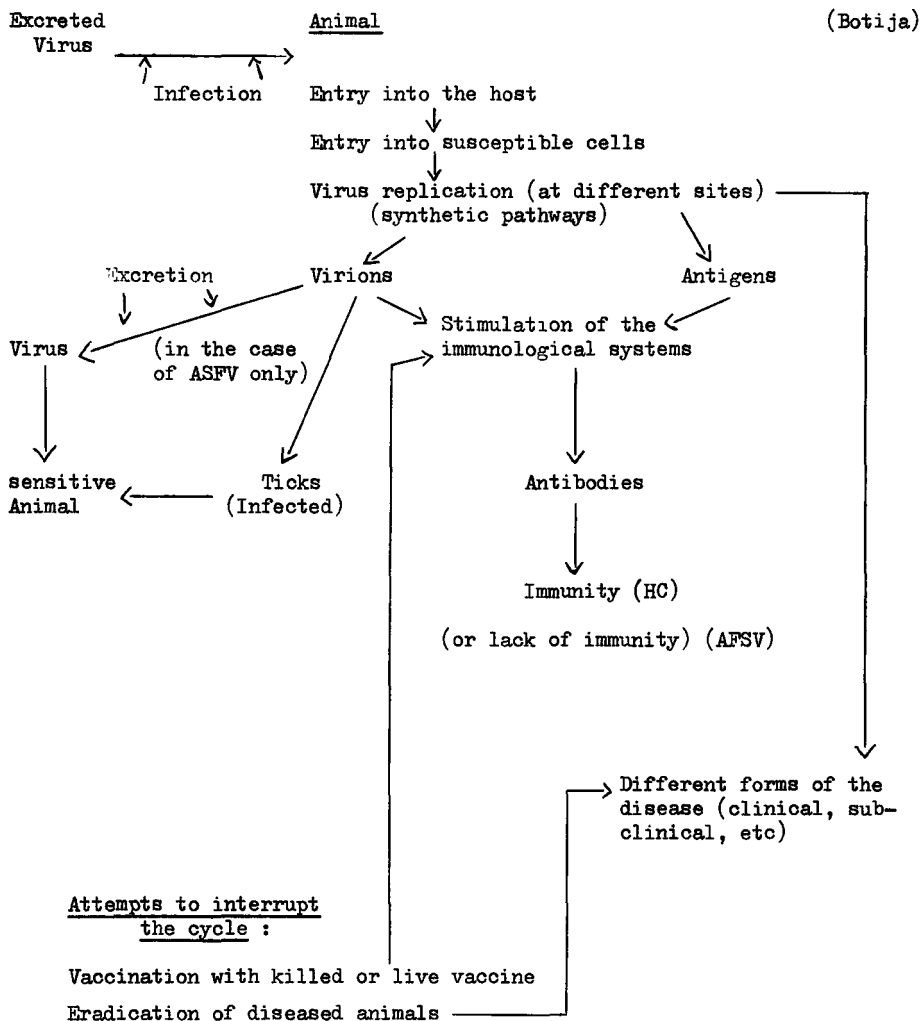 Excreted Virus
Animal
(Botija)
Infection
Entry into the host
Entry into susceptible cells
Virus replication (at different sites)
(synthetic pathways)
Excretion
Virions
Antigens
Stimulation of the
immunological systems
Virus
(in the case
of ASFV only)
sensitive
Animal
Ticks
(Infected)
Antibodies
Immunity (HC)
(or lack of immunity) (AFSV)
Different forms of the
disease (clinical, sub-
clinical, etc)
Attempts to interrupt
the cycle :
Vaccination with killed or live vaccine
Eradication of diseased animals